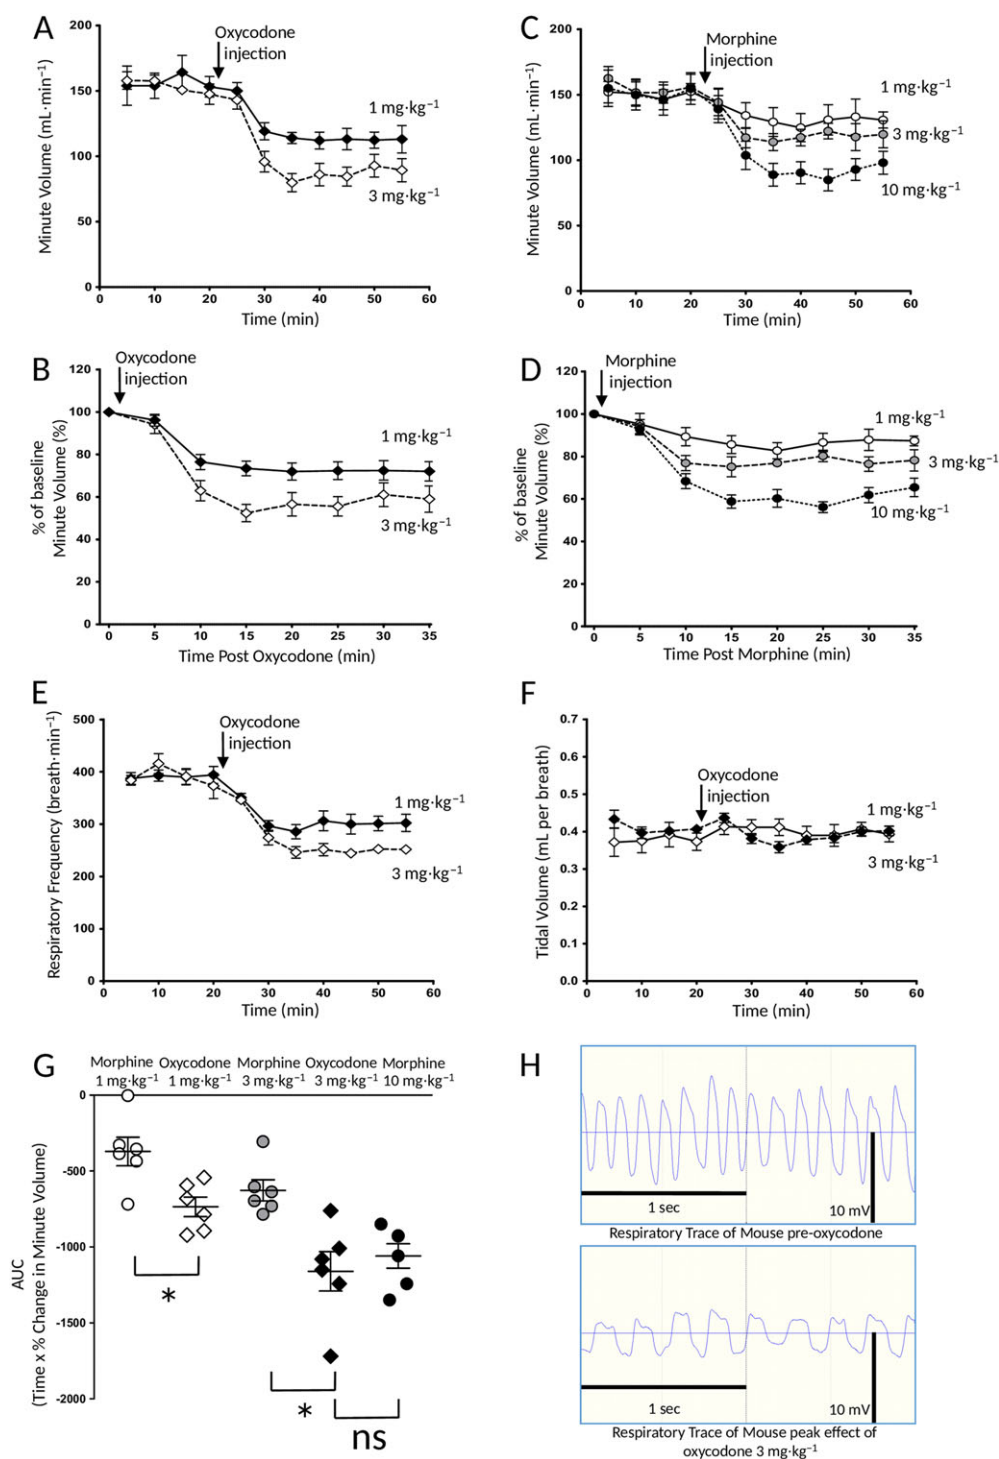 A
200
150
100
50
0
Minute Volume (mL·min⁻¹)
Oxycodone
injection
1 mg·kg⁻¹
3 mg·kg⁻¹
0 10 20 30 40 50 60
Time (min)
C
200
150
100
50
0
Minute Volume (mL·min⁻¹)
Morphine
injection
1 mg·kg⁻¹
3 mg·kg⁻¹
10 mg·kg⁻¹
0 10 20 30 40 50 60
Time (min)
B
120
100
80
60
40
20
0
% of baseline
Minute Volume (%)
Oxycodone
injection
1 mg·kg⁻¹
3 mg·kg⁻¹
0 5 10 15 20 25 30 35
Time Post Oxycodone (min)
D
120
100
80
60
40
20
0
% of baseline
Minute Volume (%)
Morphine
injection
1 mg·kg⁻¹
3 mg·kg⁻¹
10 mg·kg⁻¹
0 5 10 15 20 25 30 35
Time Post Morphine (min)
E
500
400
300
200
100
0
Respiratory Frequency (breath·min⁻¹)
Oxycodone
injection
1 mg·kg⁻¹
3 mg·kg⁻¹
0 10 20 30 40 50 60
Time (min)
F
0.7
0.6
0.5
0.4
0.3
0.2
0.1
0.0
Tidal Volume (mL per breath)
Oxycodone
injection
1 mg·kg⁻¹
3 mg·kg⁻¹
0 10 20 30 40 50 60
Time (min)
G
Morphine Oxycodone Morphine Oxycodone Morphine
1 mg·kg⁻¹ 1 mg·kg⁻¹ 3 mg·kg⁻¹ 3 mg·kg⁻¹ 10 mg·kg⁻¹
0
-500
-1000
-1500
-2000
AUC
(Time x % Change in Minute Volume)
*
*
ns
H
1 sec
10 mV
Respiratory Trace of Mouse pre-oxycodone
1 sec
10 mV
Respiratory Trace of Mouse peak effect of
oxycodone 3 mg·kg⁻¹